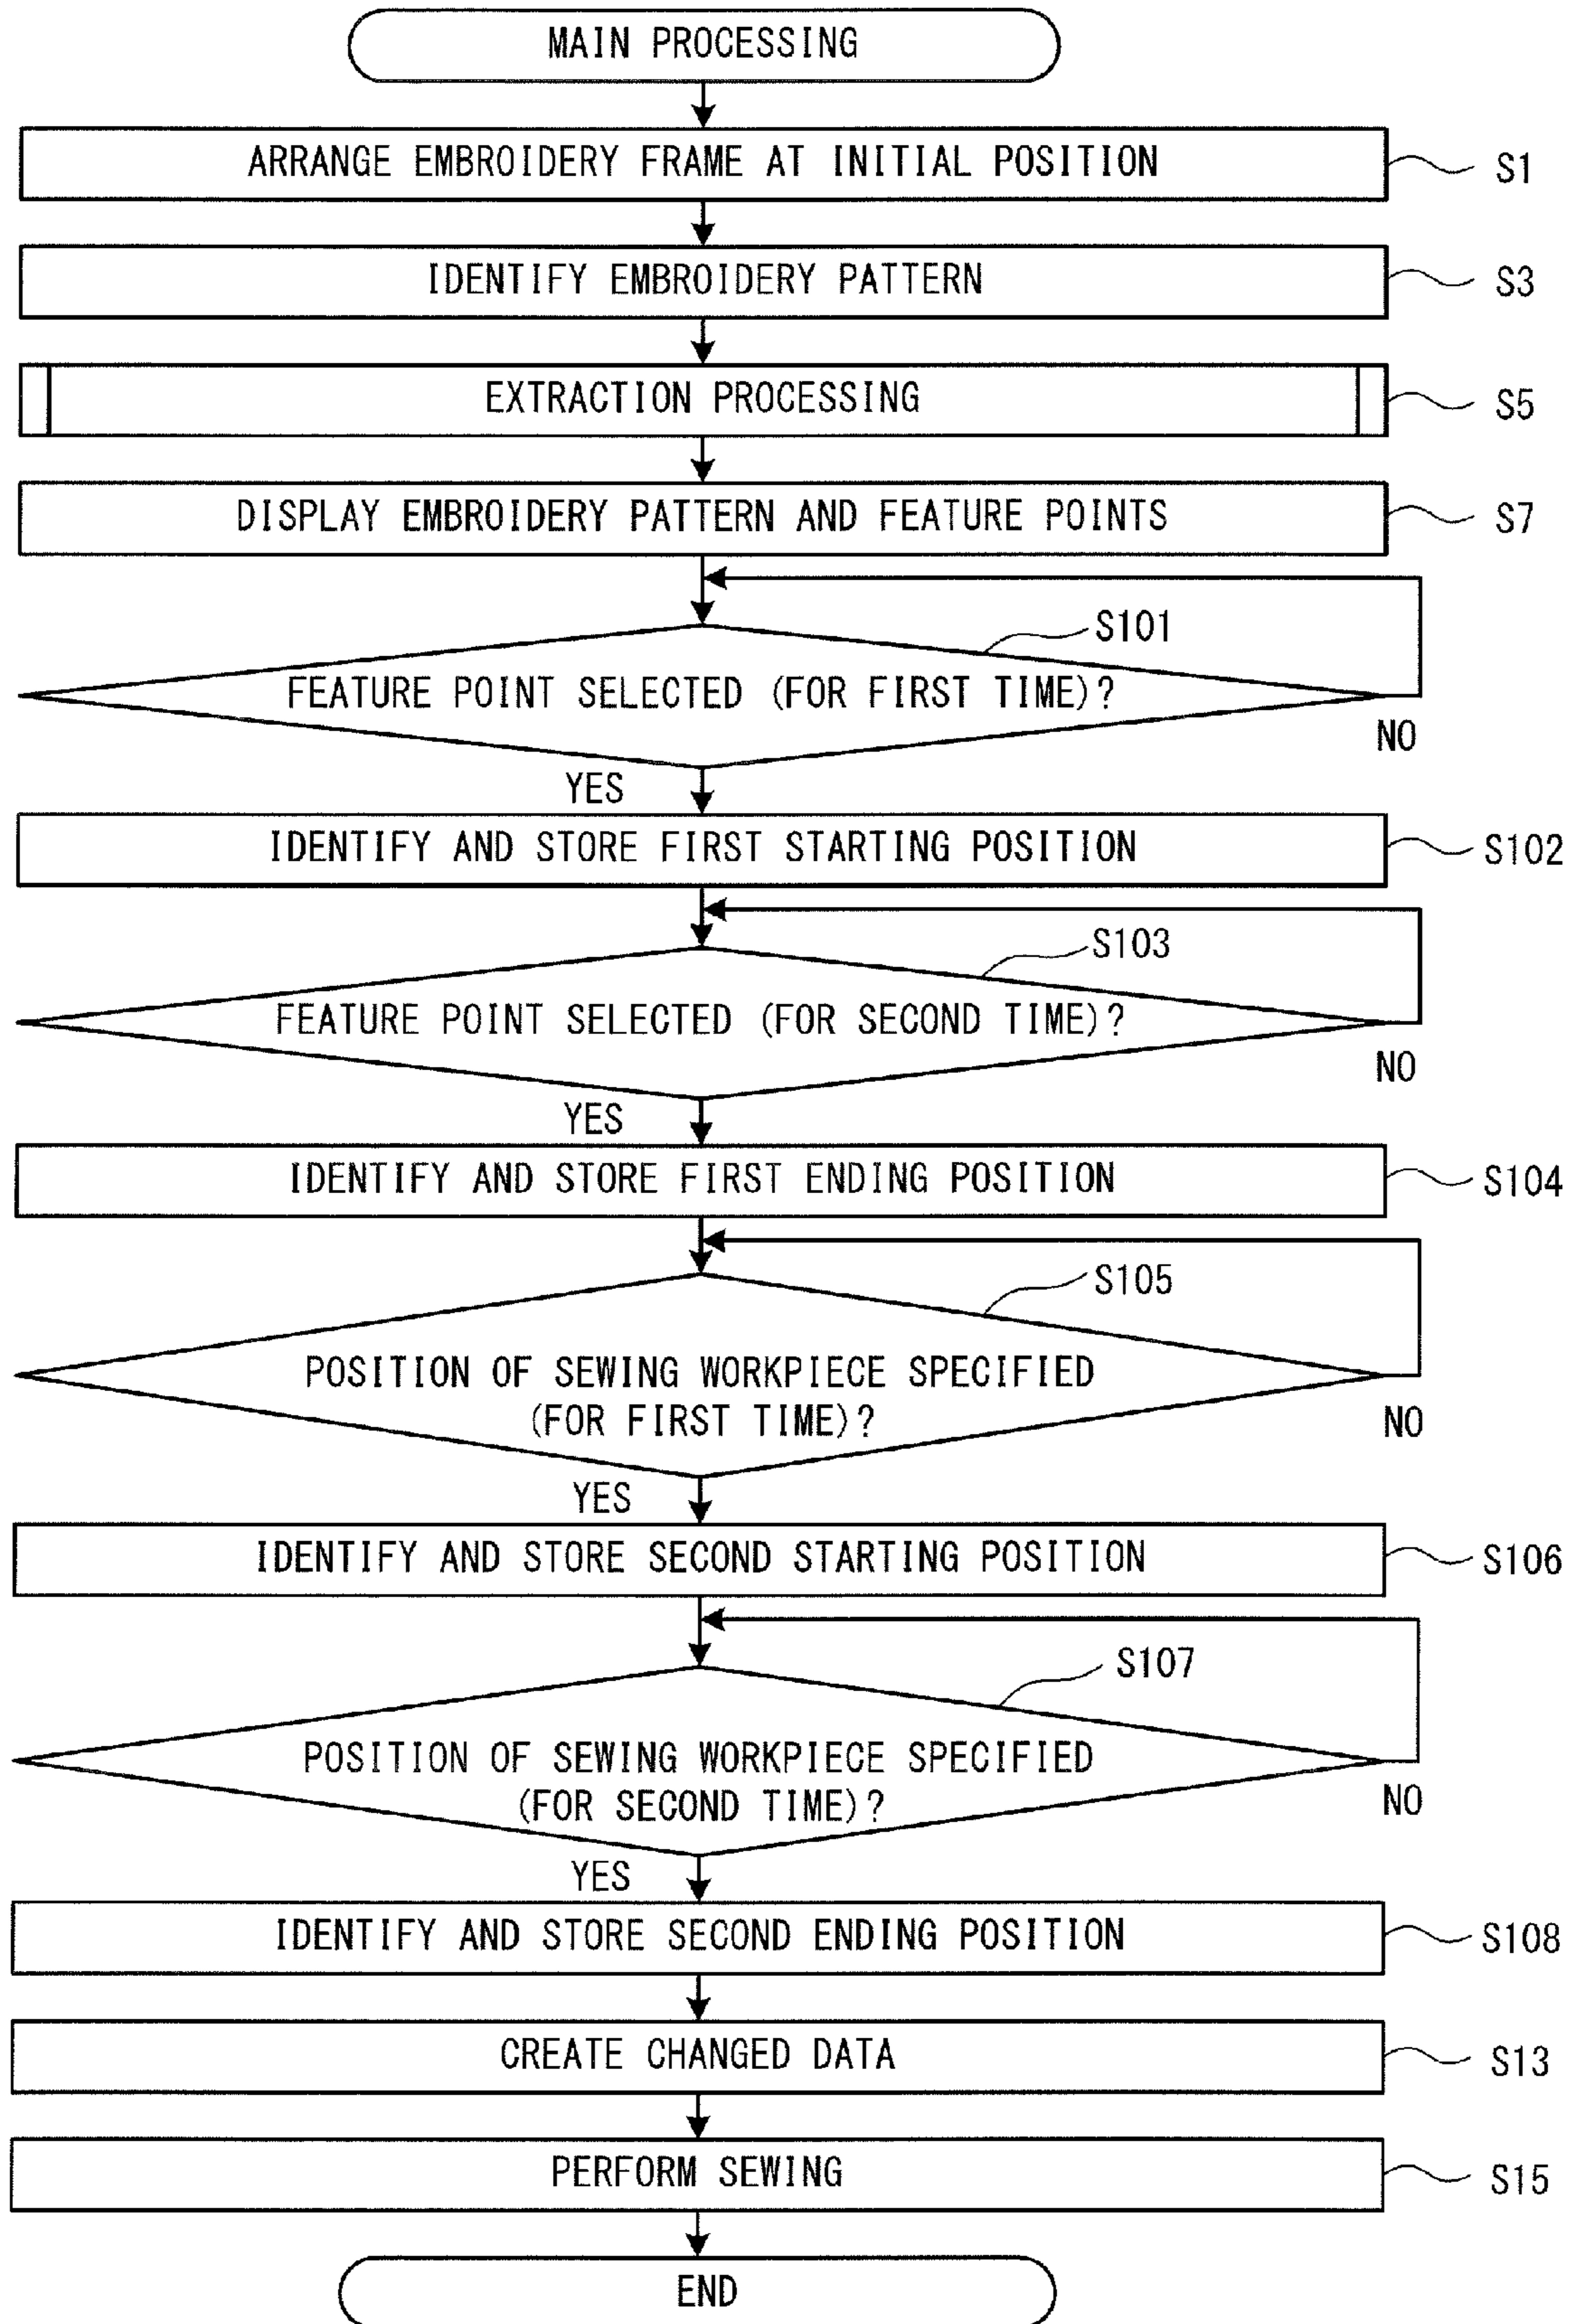 MAIN PROCESSING
ARRANGE EMBROIDERY FRAME AT INITIAL POSITION
S1
IDENTIFY EMBROIDERY PATTERN
S3
EXTRACTION PROCESSING
S5
DISPLAY EMBROIDERY PATTERN AND FEATURE POINTS
S7
S101
FEATURE POINT SELECTED (FOR FIRST TIME)?
NO
YES
IDENTIFY AND STORE FIRST STARTING POSITION
S102
S103
FEATURE POINT SELECTED (FOR SECOND TIME)?
NO
YES
IDENTIFY AND STORE FIRST ENDING POSITION
S104
S105
POSITION OF SEWING WORKPIECE SPECIFIED
(FOR FIRST TIME)?
NO
YES
IDENTIFY AND STORE SECOND STARTING POSITION
S106
S107
POSITION OF SEWING WORKPIECE SPECIFIED
(FOR SECOND TIME)?
NO
YES
IDENTIFY AND STORE SECOND ENDING POSITION
S108
CREATE CHANGED DATA
S13
PERFORM SEWING
S15
END